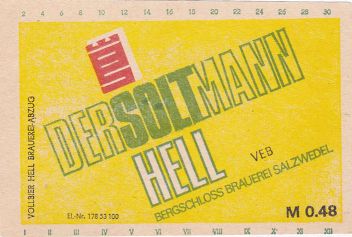 2 4 6 8 10 12 14 16 18 20 22 24 26 28 30
VOLLBIER HELL BRAUEREI-ABZUG
DER SOLTMANN
HELL
VEB
BERGSCHLOSS BRAUEREI SALZWEDEL
EL-Nr. 178 53 100
M 0.48
I II III IV V VI VII VIII IX X XI XII